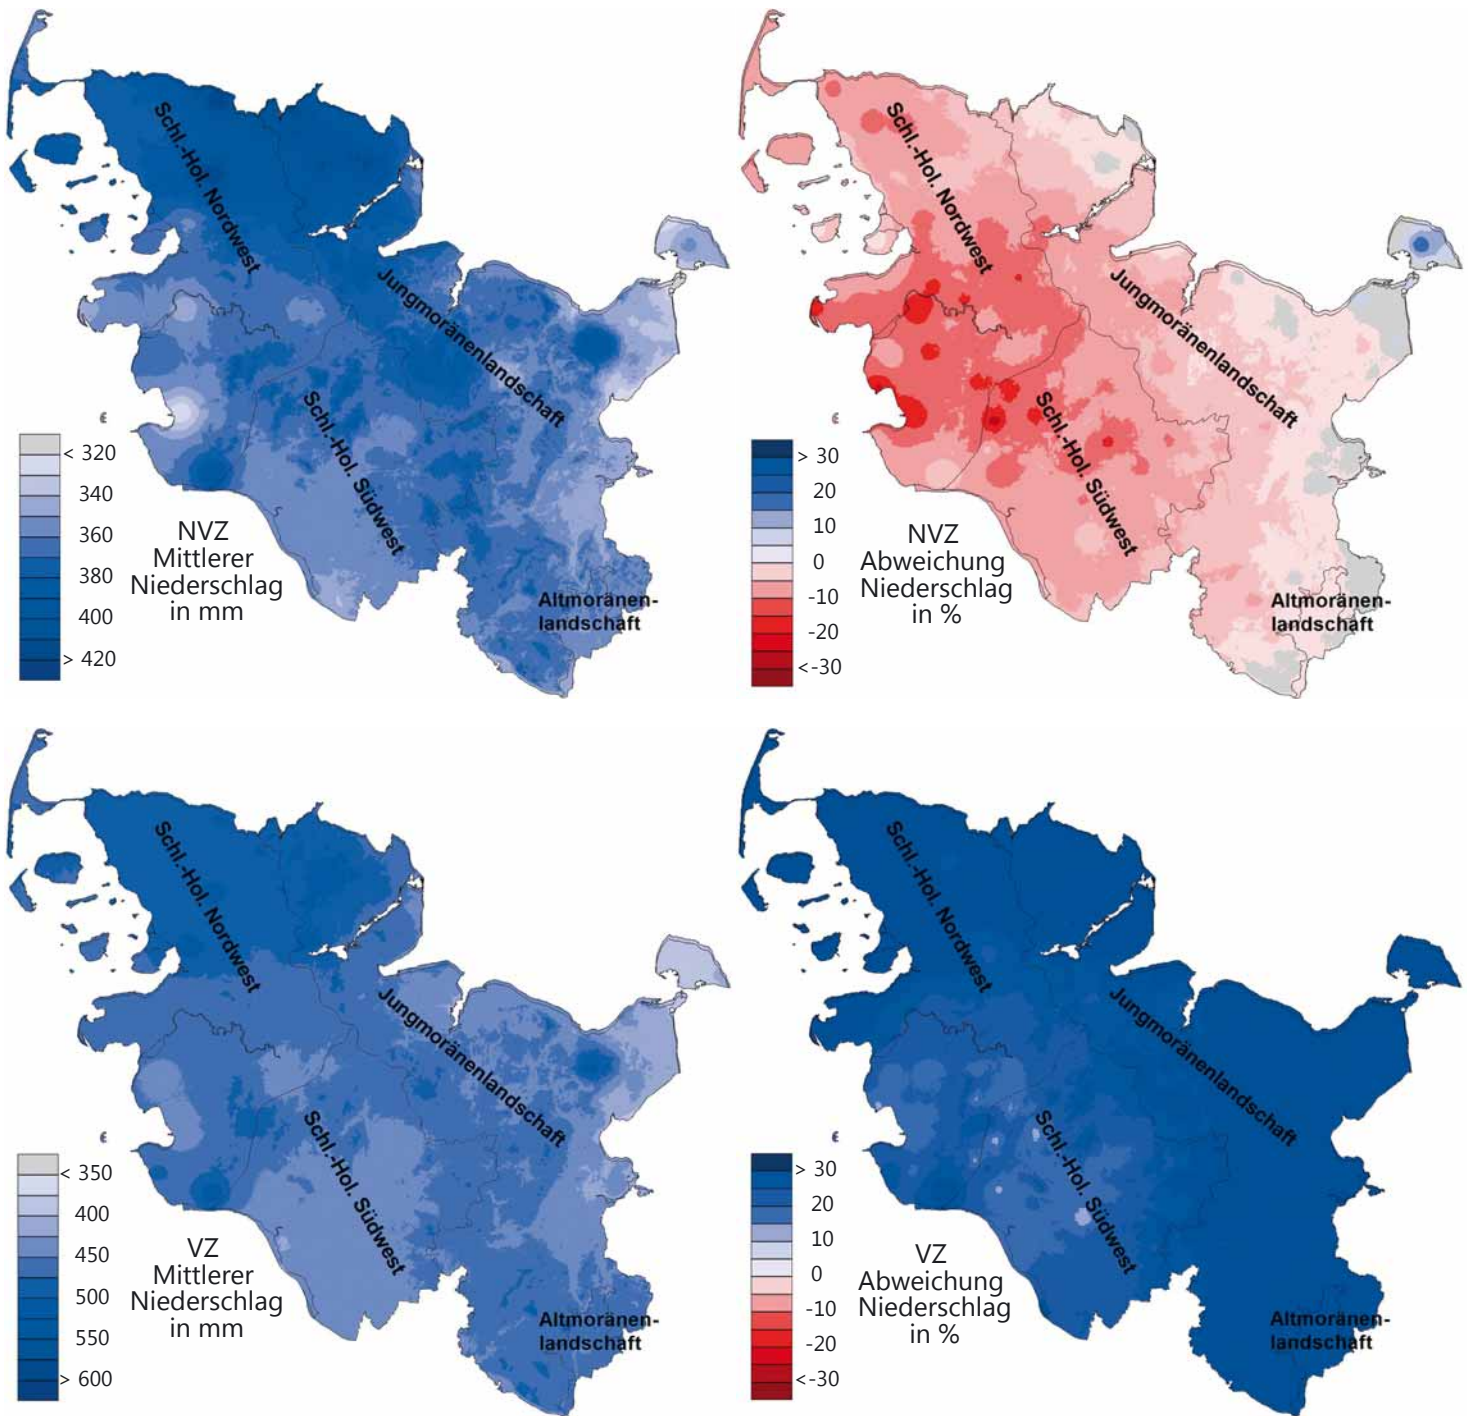 Schl.-Hol. Nordwest
Jungmoränenlandschaft
Schl.-Hol. Südwest
Altmoränen-
landschaft
€
< 320
340
360
380
400
> 420
NVZ
Mittlerer
Niederschlag
in mm
Schl.-Hol. Nordwest
Jungmoränenlandschaft
Schl.-Hol. Südwest
Altmoränen-
landschaft
€
> 30
20
10
0
-10
-20
<-30
NVZ
Abweichung
Niederschlag
in %
Schl.-Hol. Nordwest
Jungmoränenlandschaft
Schl.-Hol. Südwest
Altmoränen-
landschaft
€
< 350
400
450
500
550
> 600
VZ
Mittlerer
Niederschlag
in mm
Schl.-Hol. Nordwest
Jungmoränenlandschaft
Schl.-Hol. Südwest
Altmoränen-
landschaft
€
> 30
20
10
0
-10
-20
<-30
VZ
Abweichung
Niederschlag
in %